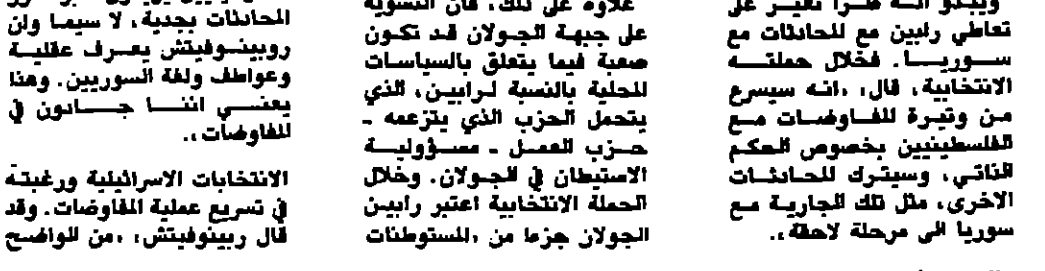 ويبدو انه طرا تغيير على
تعاطي رابين مع المحادثات مع
سوريا. فخلال حملته
الانتخابية، قال: «انه سيسرع
من وتيرة المفاوضات مع
الفلسطينيين بخصوص الحكم
الذاتي، وسيترك المحادثات
الاخرى، مثل تلك الجارية مع
سوريا الى مرحلة لاحقة».
علاوة على ذلك، فان التسوية
على جبهة الجولان قد تكون
صعبة فيما يتعلق بالسياسات
المحلية بالنسبة لرابين، الذي
يتحمل الحزب الذي يتزعمه -
حزب العمل - مسؤولية
الاستيطان في الجولان. وخلال
الحملة الانتخابية اعتبر رابين
الجولان جزءا من «المستوطنات
المحادثات بجدية، لا سيما ولن
روبينوفيتش يعرف عقلية
وعواطف ولغة السوريين. وهذا
يعنسي اننا جادون في
المفاوضات».
الانتخابات الاسرائيلية ورغبته
في تسريع عملية المفاوضات. وقد
قال ربينوفيتش: «من الواضح